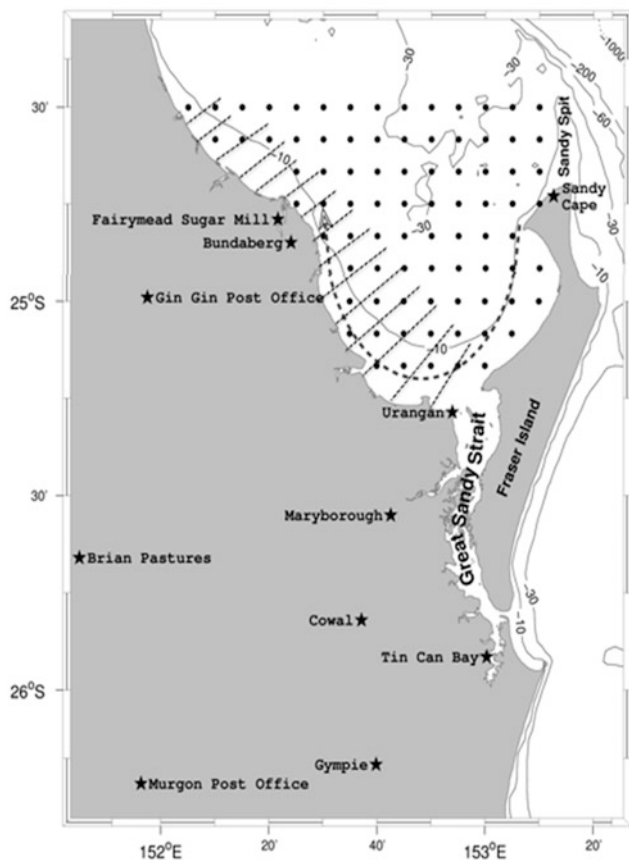 -1000
-200
-60
-30
-30
30'
Sandy Spit
-10
Sandy
Cape
Fairymead Sugar Mill
-30
-30
Bundaberg
-10
25°S
Gin Gin Post Office
-10
Urangan
Great Sandy Strait
Fraser Island
30'
Maryborough
Brian Pastures
-30
Cowal
-10
Tin Can Bay
26°S
Gympie
Murgon Post Office
152°E
20'
40'
153°E
20'